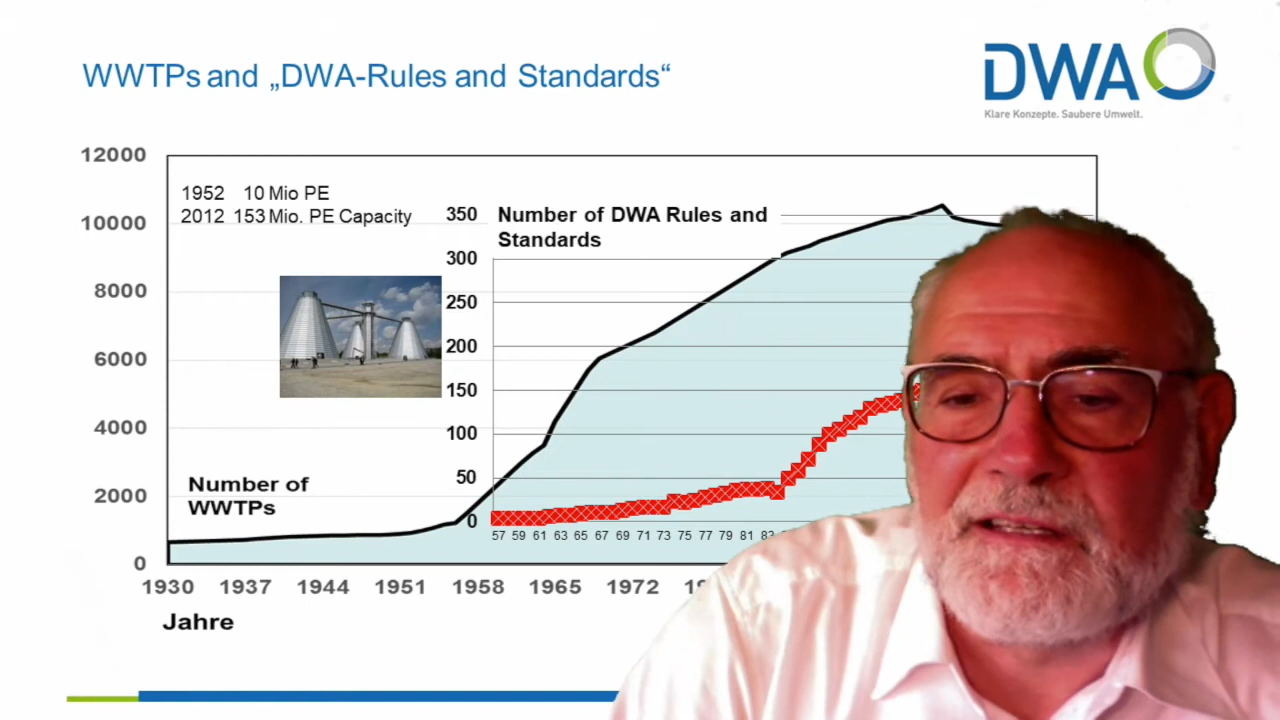 WWTPs and „DWA-Rules and Standards“
DWA
Klare Konzepte. Saubere Umwelt.
12000
10000
8000
6000
4000
2000
0
1952 10 Mio PE
2012 153 Mio. PE Capacity
350
300
250
200
150
100
50
0
Number of DWA Rules and
Standards
Number of
WWTPs
57 59 61 63 65 67 69 71 73 75 77 79 81 83
1930 1937 1944 1951 1958 1965 1972
Jahre